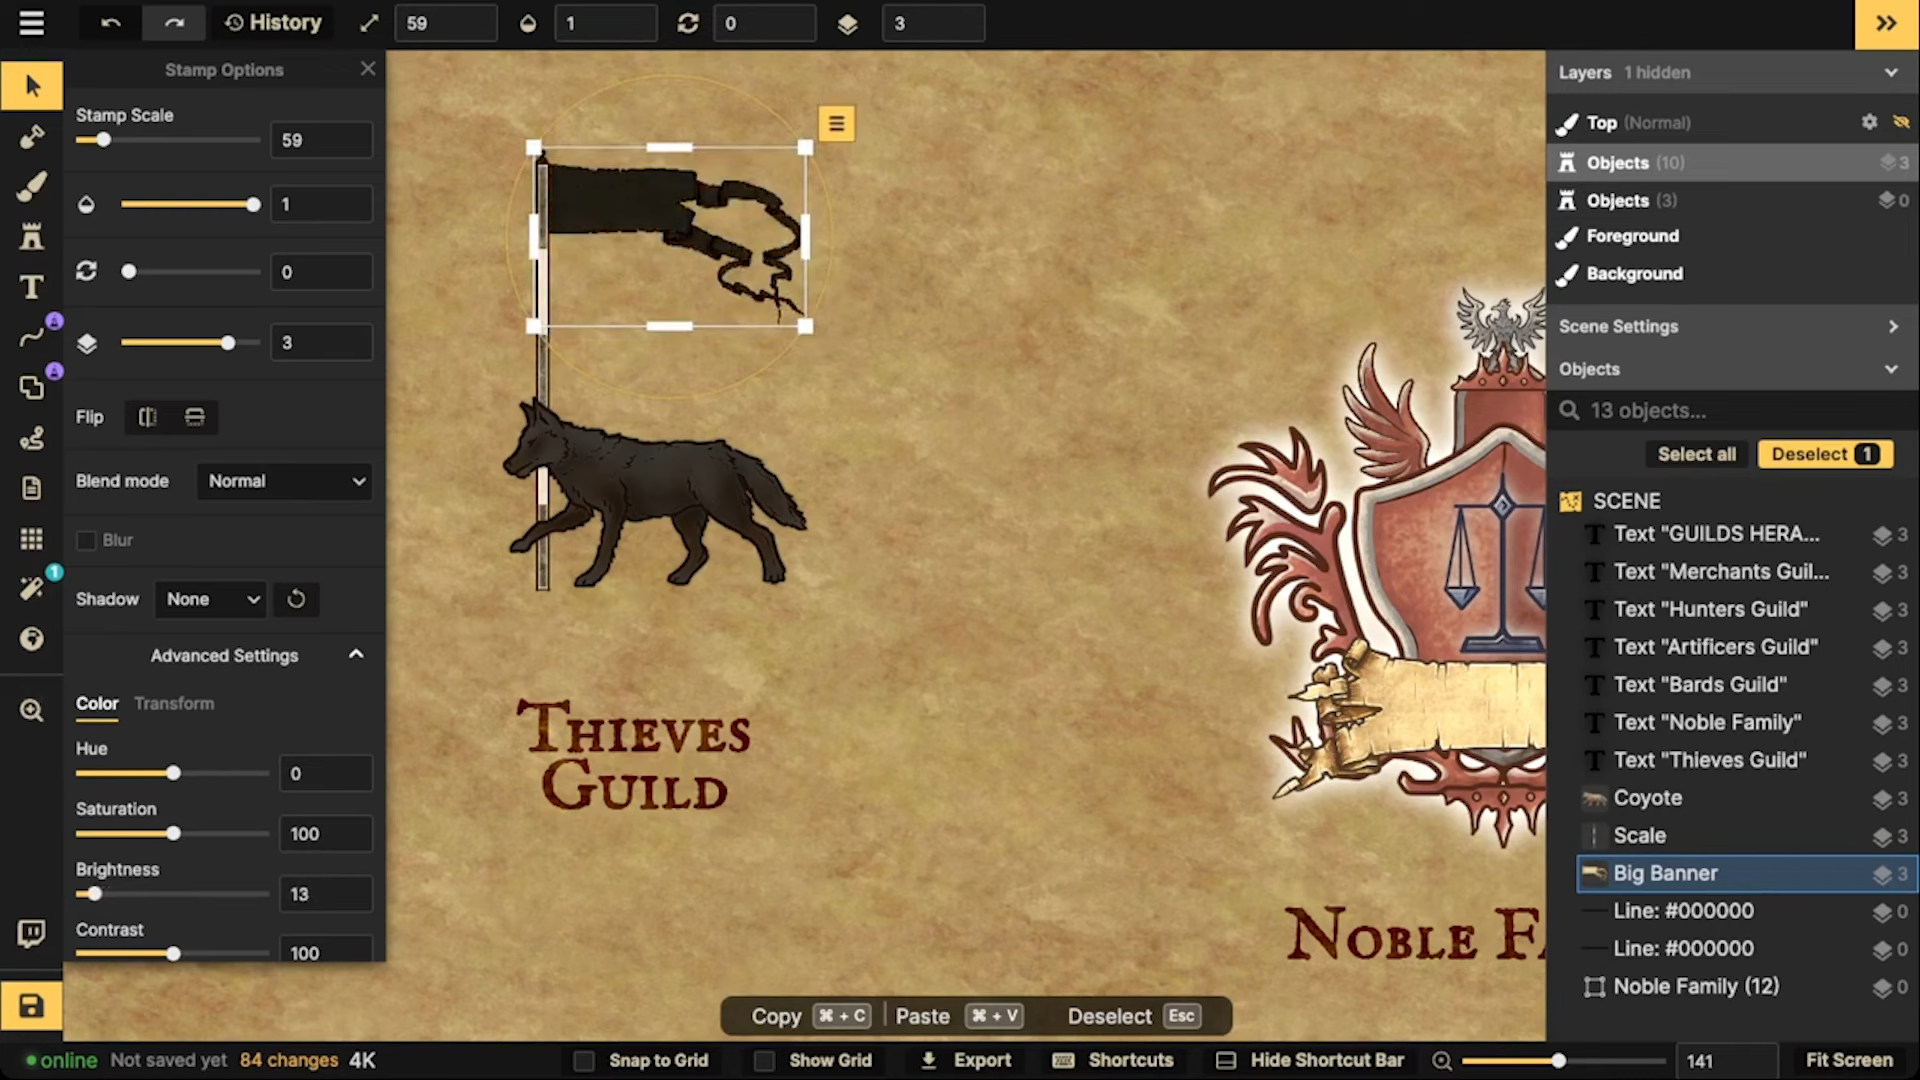 History
59
1
0
3
Stamp Options
Stamp Scale
59
1
0
3
Flip
Blend mode
Normal
Blur
1
Shadow
None
Advanced Settings
Color
Transform
Hue
0
Saturation
100
Brightness
13
Contrast
100
Thieves
Guild
Noble Fa
Layers 1 hidden
Top (Normal)
Objects (10)
3
Objects (3)
0
Foreground
Background
Scene Settings
Objects
13 objects...
Select all
Deselect 1
SCENE
Text "GUILDS HERA... 3
Text "Merchants Guil... 3
Text "Hunters Guild" 3
Text "Artificers Guild" 3
Text "Bards Guild" 3
Text "Noble Family" 3
Text "Thieves Guild" 3
Coyote 3
Scale 3
Big Banner 3
Line: #000000 0
Line: #000000 0
Noble Family (12) 0
Copy ⌘ + C Paste ⌘ + V Deselect Esc
online Not saved yet 84 changes 4K
Snap to Grid
Show Grid
Export
Shortcuts
Hide Shortcut Bar
141
Fit Screen